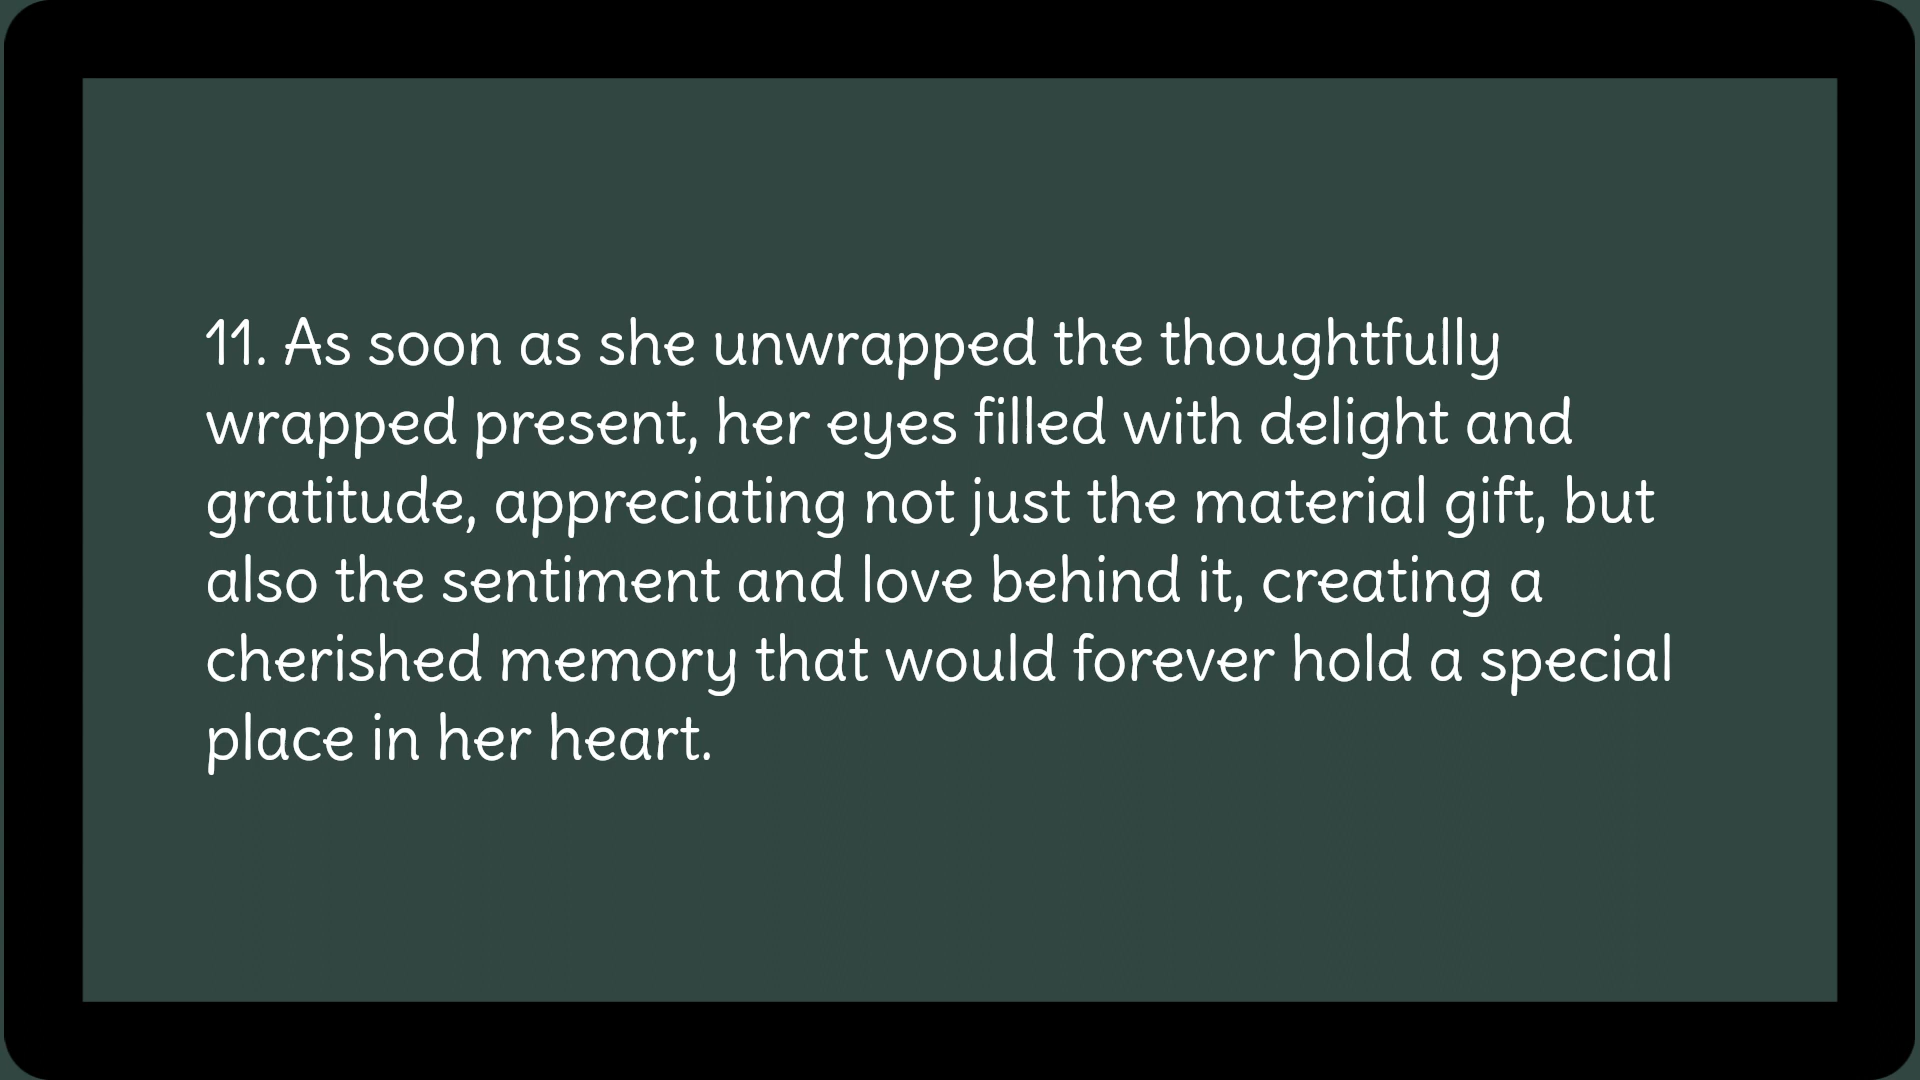 11. As soon as she unwrapped the thoughtfully
wrapped present, her eyes filled with delight and
gratitude, appreciating not just the material gift, but
also the sentiment and love behind it, creating a
cherished memory that would forever hold a special
place in her heart.